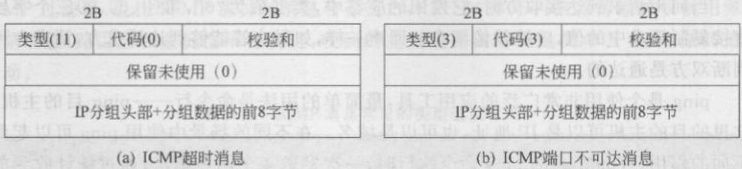 2B 2B 2B 2B
类型(11) 代码(0) 校验和 类型(3) 代码(3) 校验和
保留未使用（0） 保留未使用（0）
IP分组头部+分组数据的前8字节 IP分组头部+分组数据的前8字节
(a) ICMP超时消息 (b) ICMP端口不可达消息